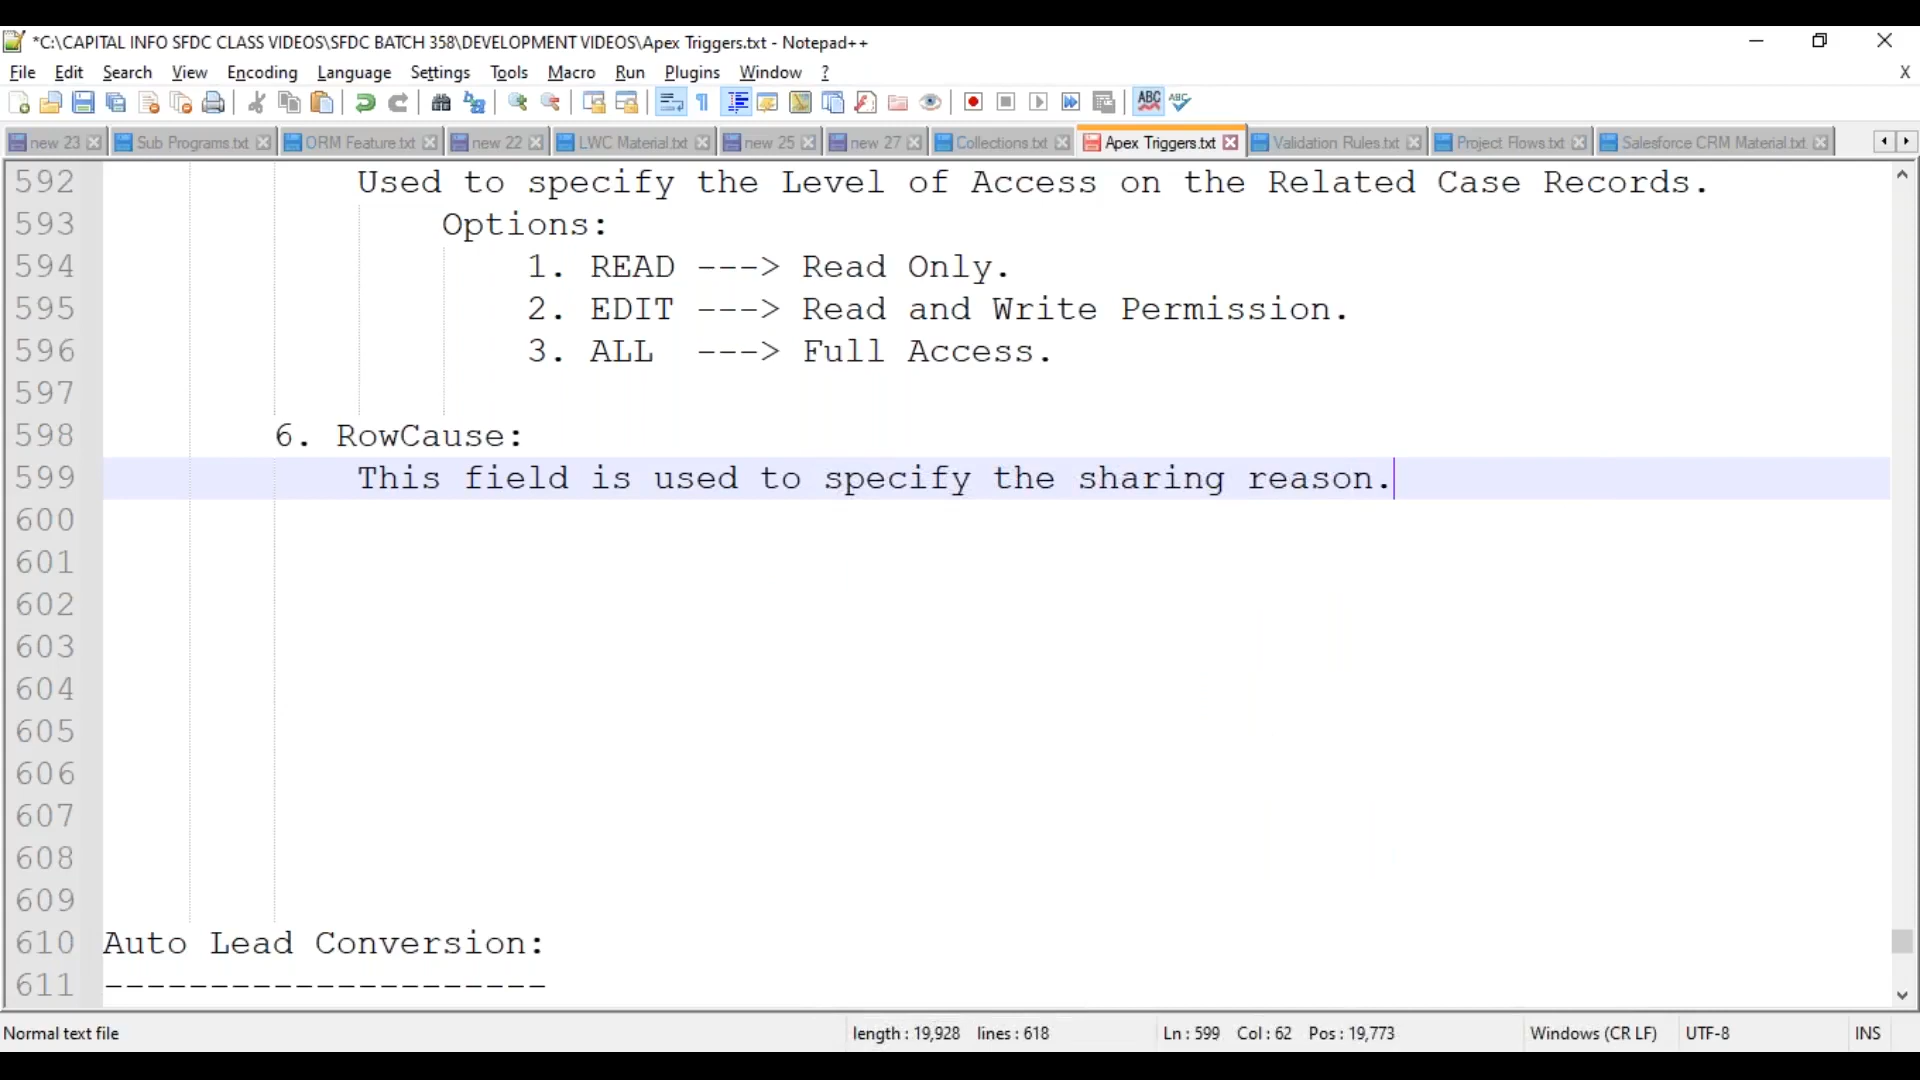 *C:\CAPITAL INFO SFDC CLASS VIDEOS\SFDC BATCH 358\DEVELOPMENT VIDEOS\Apex Triggers.txt - Notepad++
File Edit Search View Encoding Language Settings Tools Macro Run Plugins Window ? X
new 23 Sub Programs.txt ORM Feature.txt new 22 LWC Material.txt new 25 new 27 Collections.txt Apex Triggers.txt Validation Rules.txt Project Flows.txt Salesforce CRM Material.txt
592 Used to specify the Level of Access on the Related Case Records.
593 Options:
594 1. READ ---> Read Only.
595 2. EDIT ---> Read and Write Permission.
596 3. ALL ---> Full Access.
597
598 6. RowCause:
599 This field is used to specify the sharing reason.
600
601
602
603
604
605
606
607
608
609
610 Auto Lead Conversion:
611 ---------------------
Normal text file length : 19,928 lines : 618 Ln : 599 Col : 62 Pos : 19,773 Windows (CR LF) UTF-8 INS